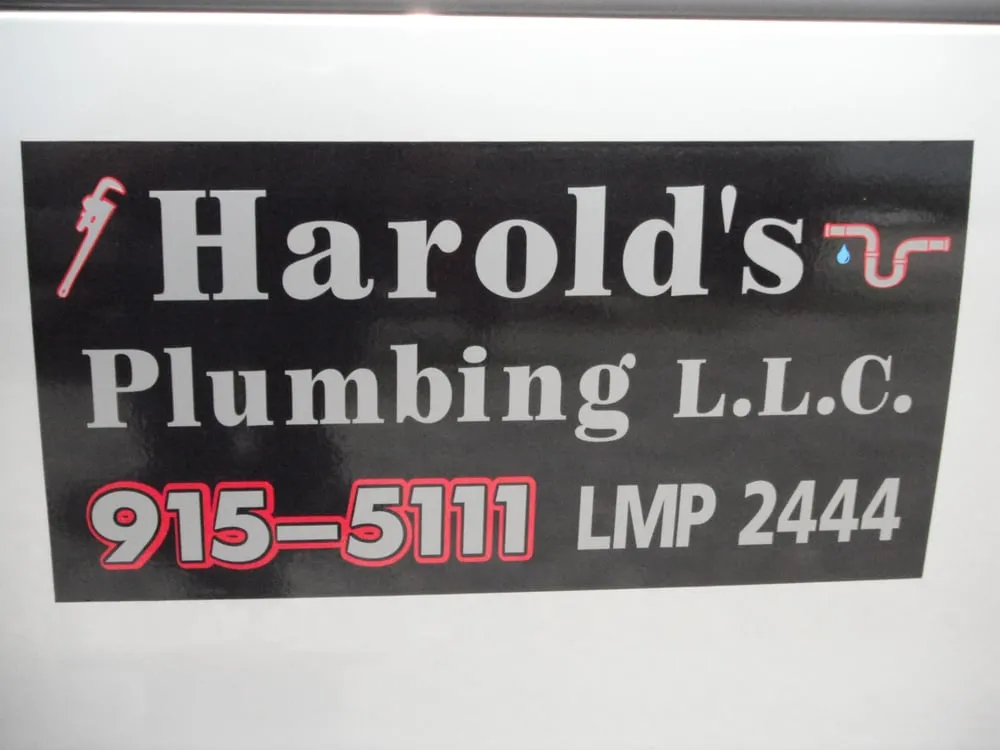 Harold's
Plumbing L.L.C.
915-5111 LMP 2444